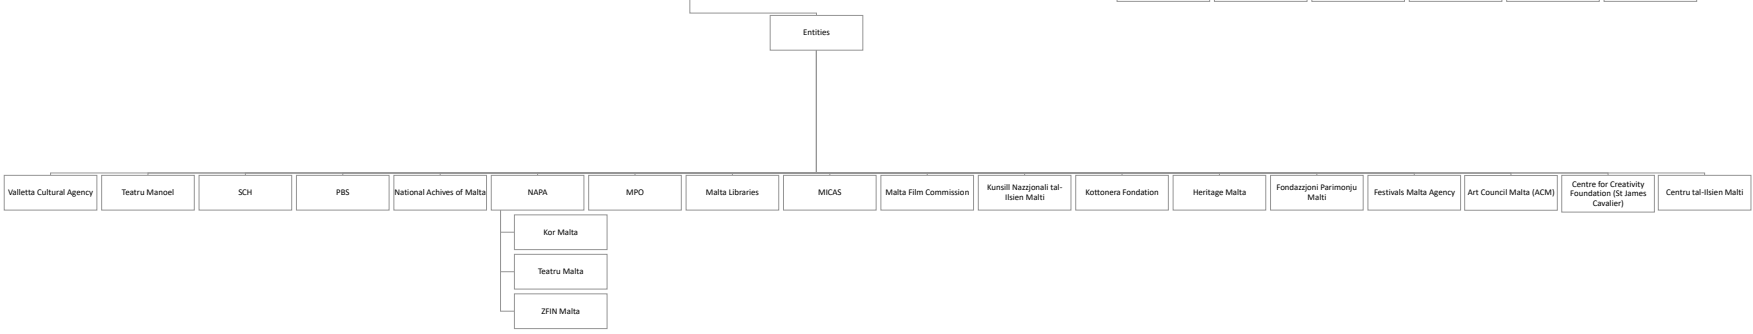 Entities
Valletta Cultural Agency
Teatru Manoel
SCH
PBS
National Achives of Malta
NAPA
MPO
Malta Libraries
MICAS
Malta Film Commission
Kunsill Nazzjonali tal-
Ilsien Malti
Kottonera Fondation
Heritage Malta
Fondazzjoni Parimonju
Malti
Festivals Malta Agency
Art Council Malta (ACM)
Centre for Creativity
Foundation (St James
Cavalier)
Centru tal-Ilsien Malti
Kor Malta
Teatru Malta
ZFIN Malta